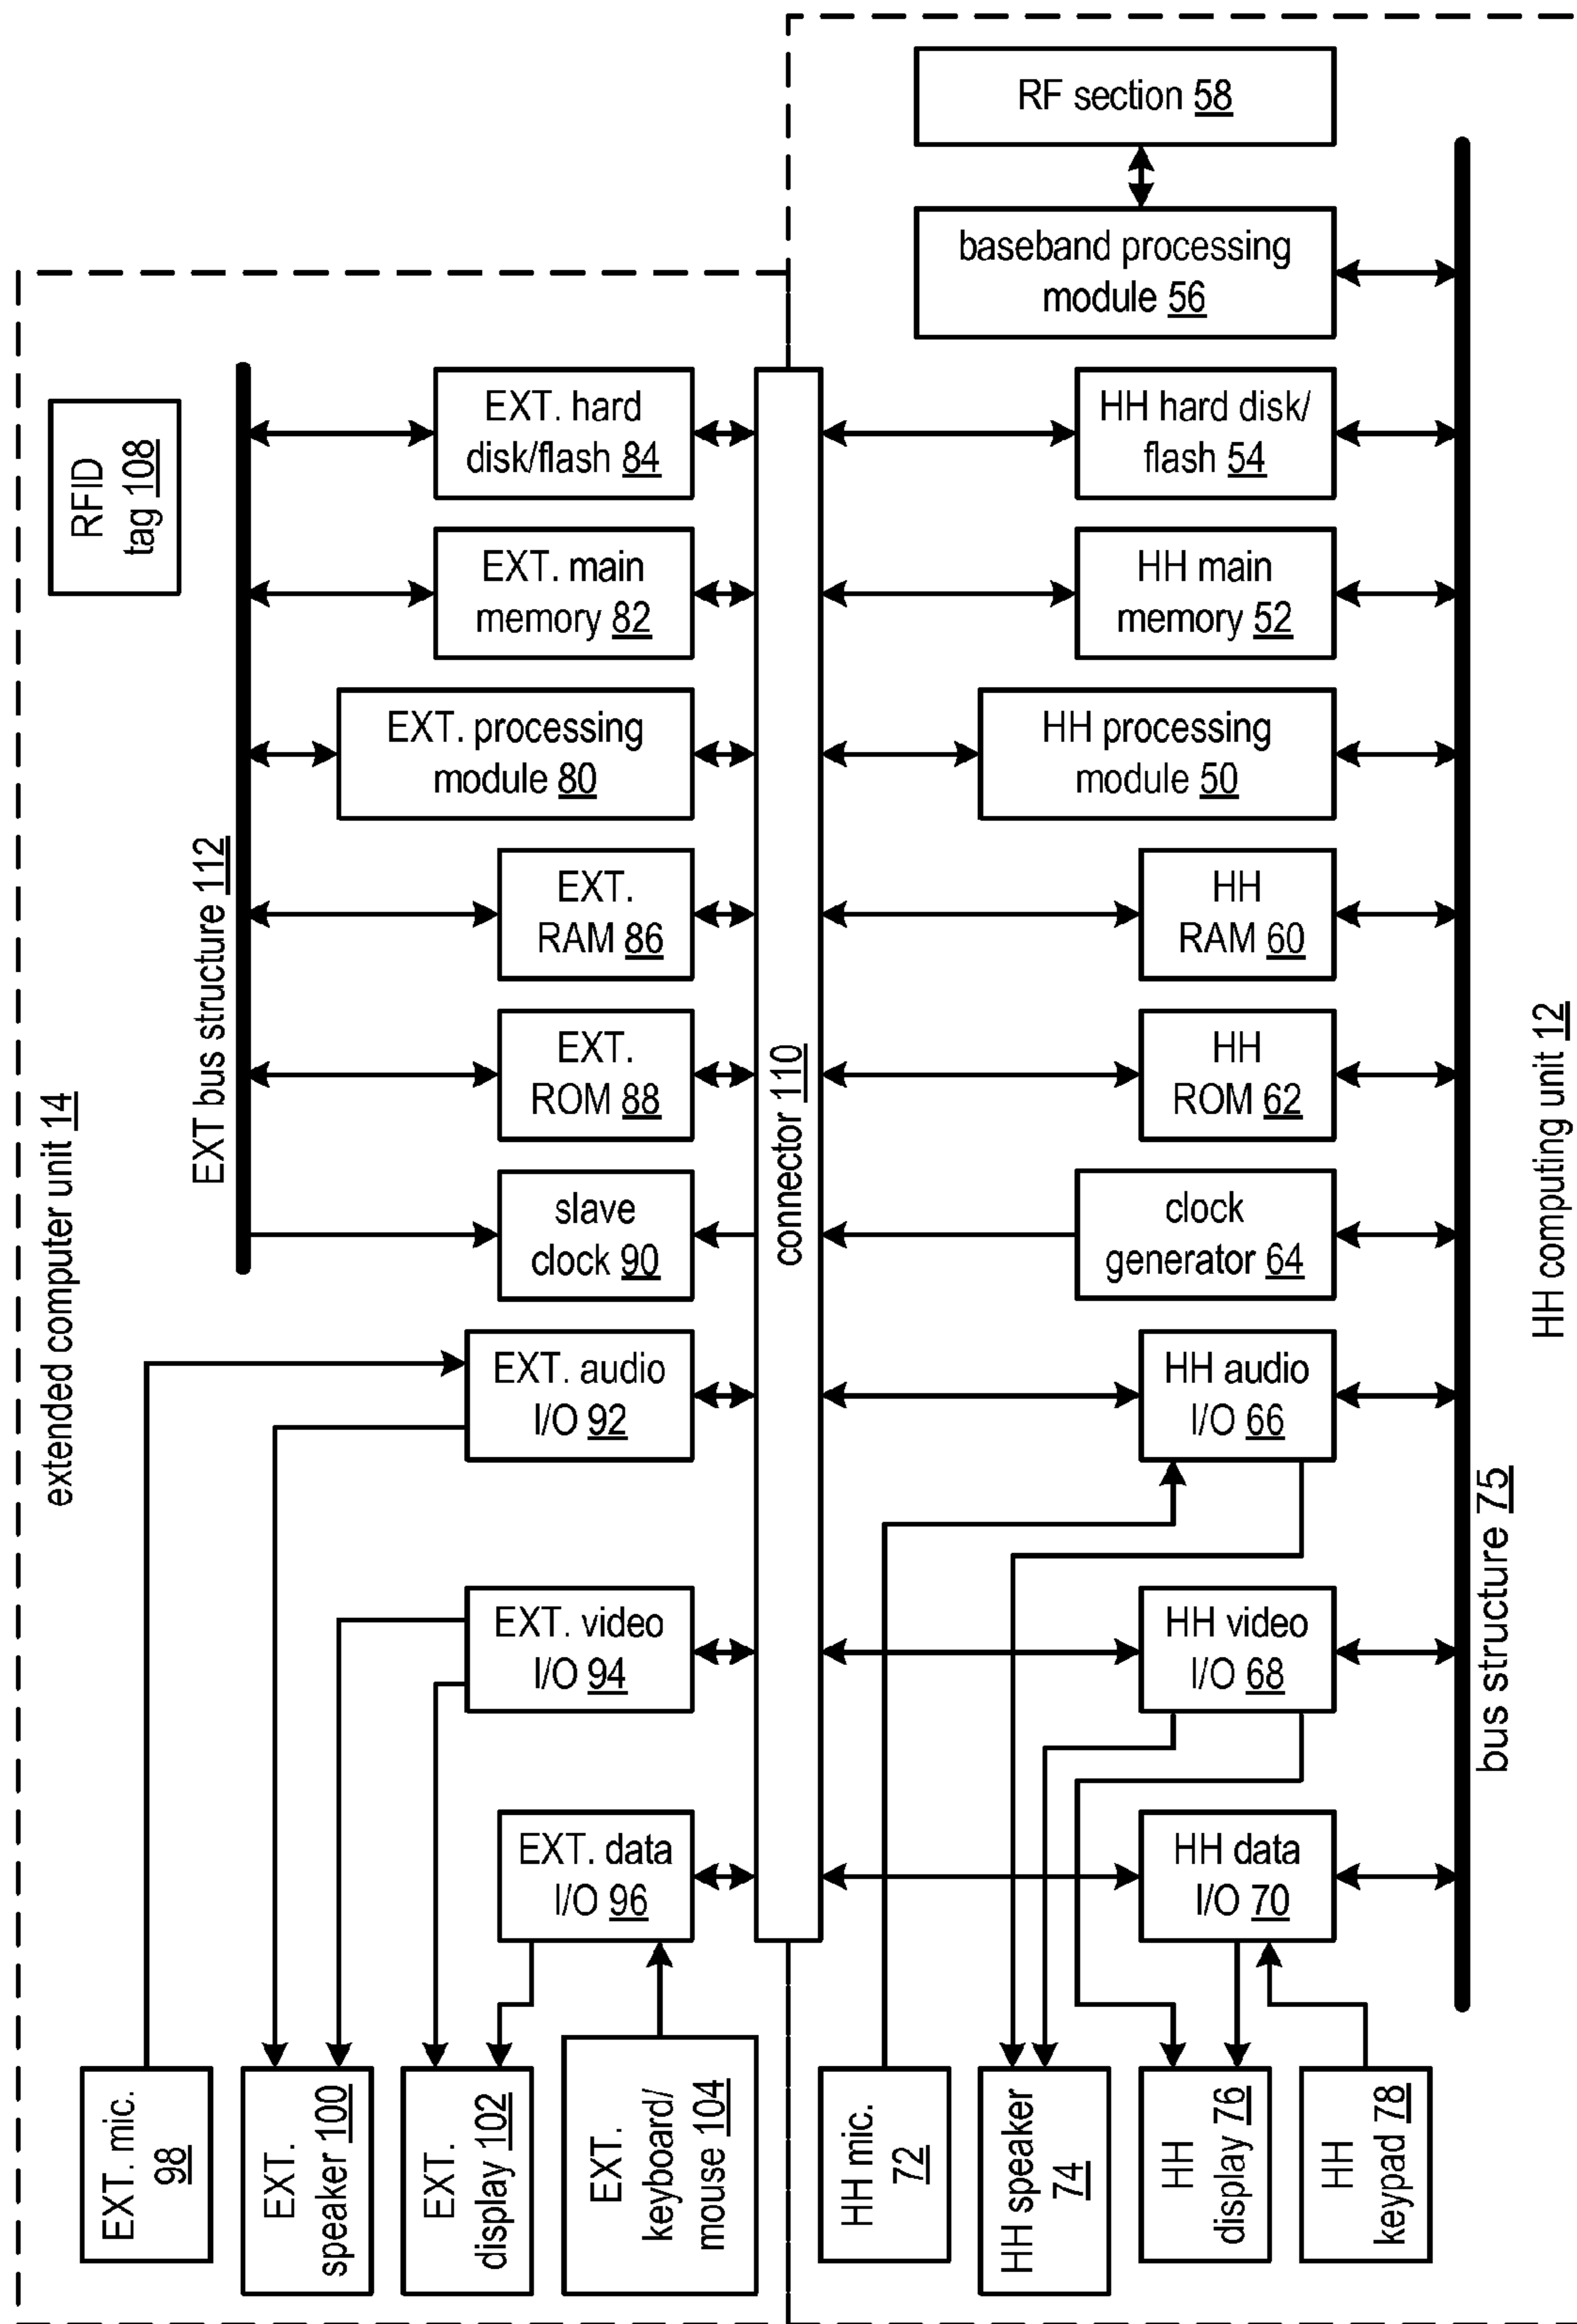 RF section 58
baseband processing
module 56
RFID
tag 108
EXT. hard
disk/flash 84
HH hard disk/
flash 54
EXT. main
memory 82
HH main
memory 52
EXT. processing
module 80
HH processing
module 50
EXT bus structure 112
EXT.
RAM 86
HH
RAM 60
EXT.
ROM 88
connector 110
HH
ROM 62
HH computing unit 12
extended computer unit 14
slave
clock 90
clock
generator 64
EXT. audio
I/O 92
HH audio
I/O 66
bus structure 75
EXT. video
I/O 94
HH video
I/O 68
EXT. data
I/O 96
HH data
I/O 70
EXT. mic.
98
EXT.
speaker 100
EXT.
display 102
EXT.
keyboard/
mouse 104
HH mic.
72
HH speaker
74
HH
display 76
HH
keypad 78